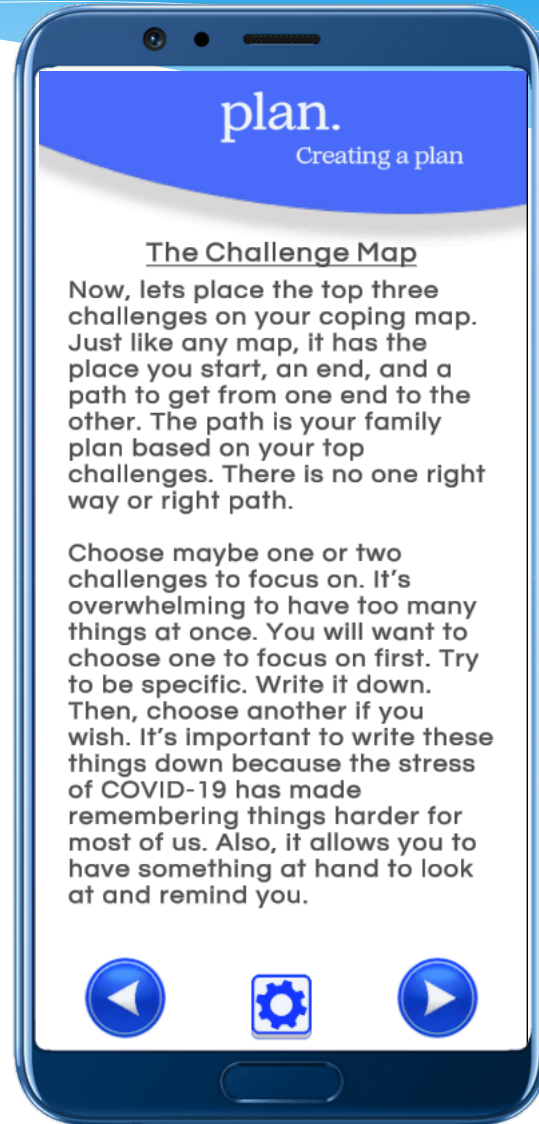 plan.
Creating a plan
The Challenge Map
Now, lets place the top three
challenges on your coping map.
Just like any map, it has the
place you start, an end, and a
path to get from one end to the
other. The path is your family
plan based on your top
challenges. There is no one right
way or right path.
Choose maybe one or two
challenges to focus on. It’s
overwhelming to have too many
things at once. You will want to
choose one to focus on first. Try
to be specific. Write it down.
Then, choose another if you
wish. It’s important to write these
things down because the stress
of COVID-19 has made
remembering things harder for
most of us. Also, it allows you to
have something at hand to look
at and remind you.